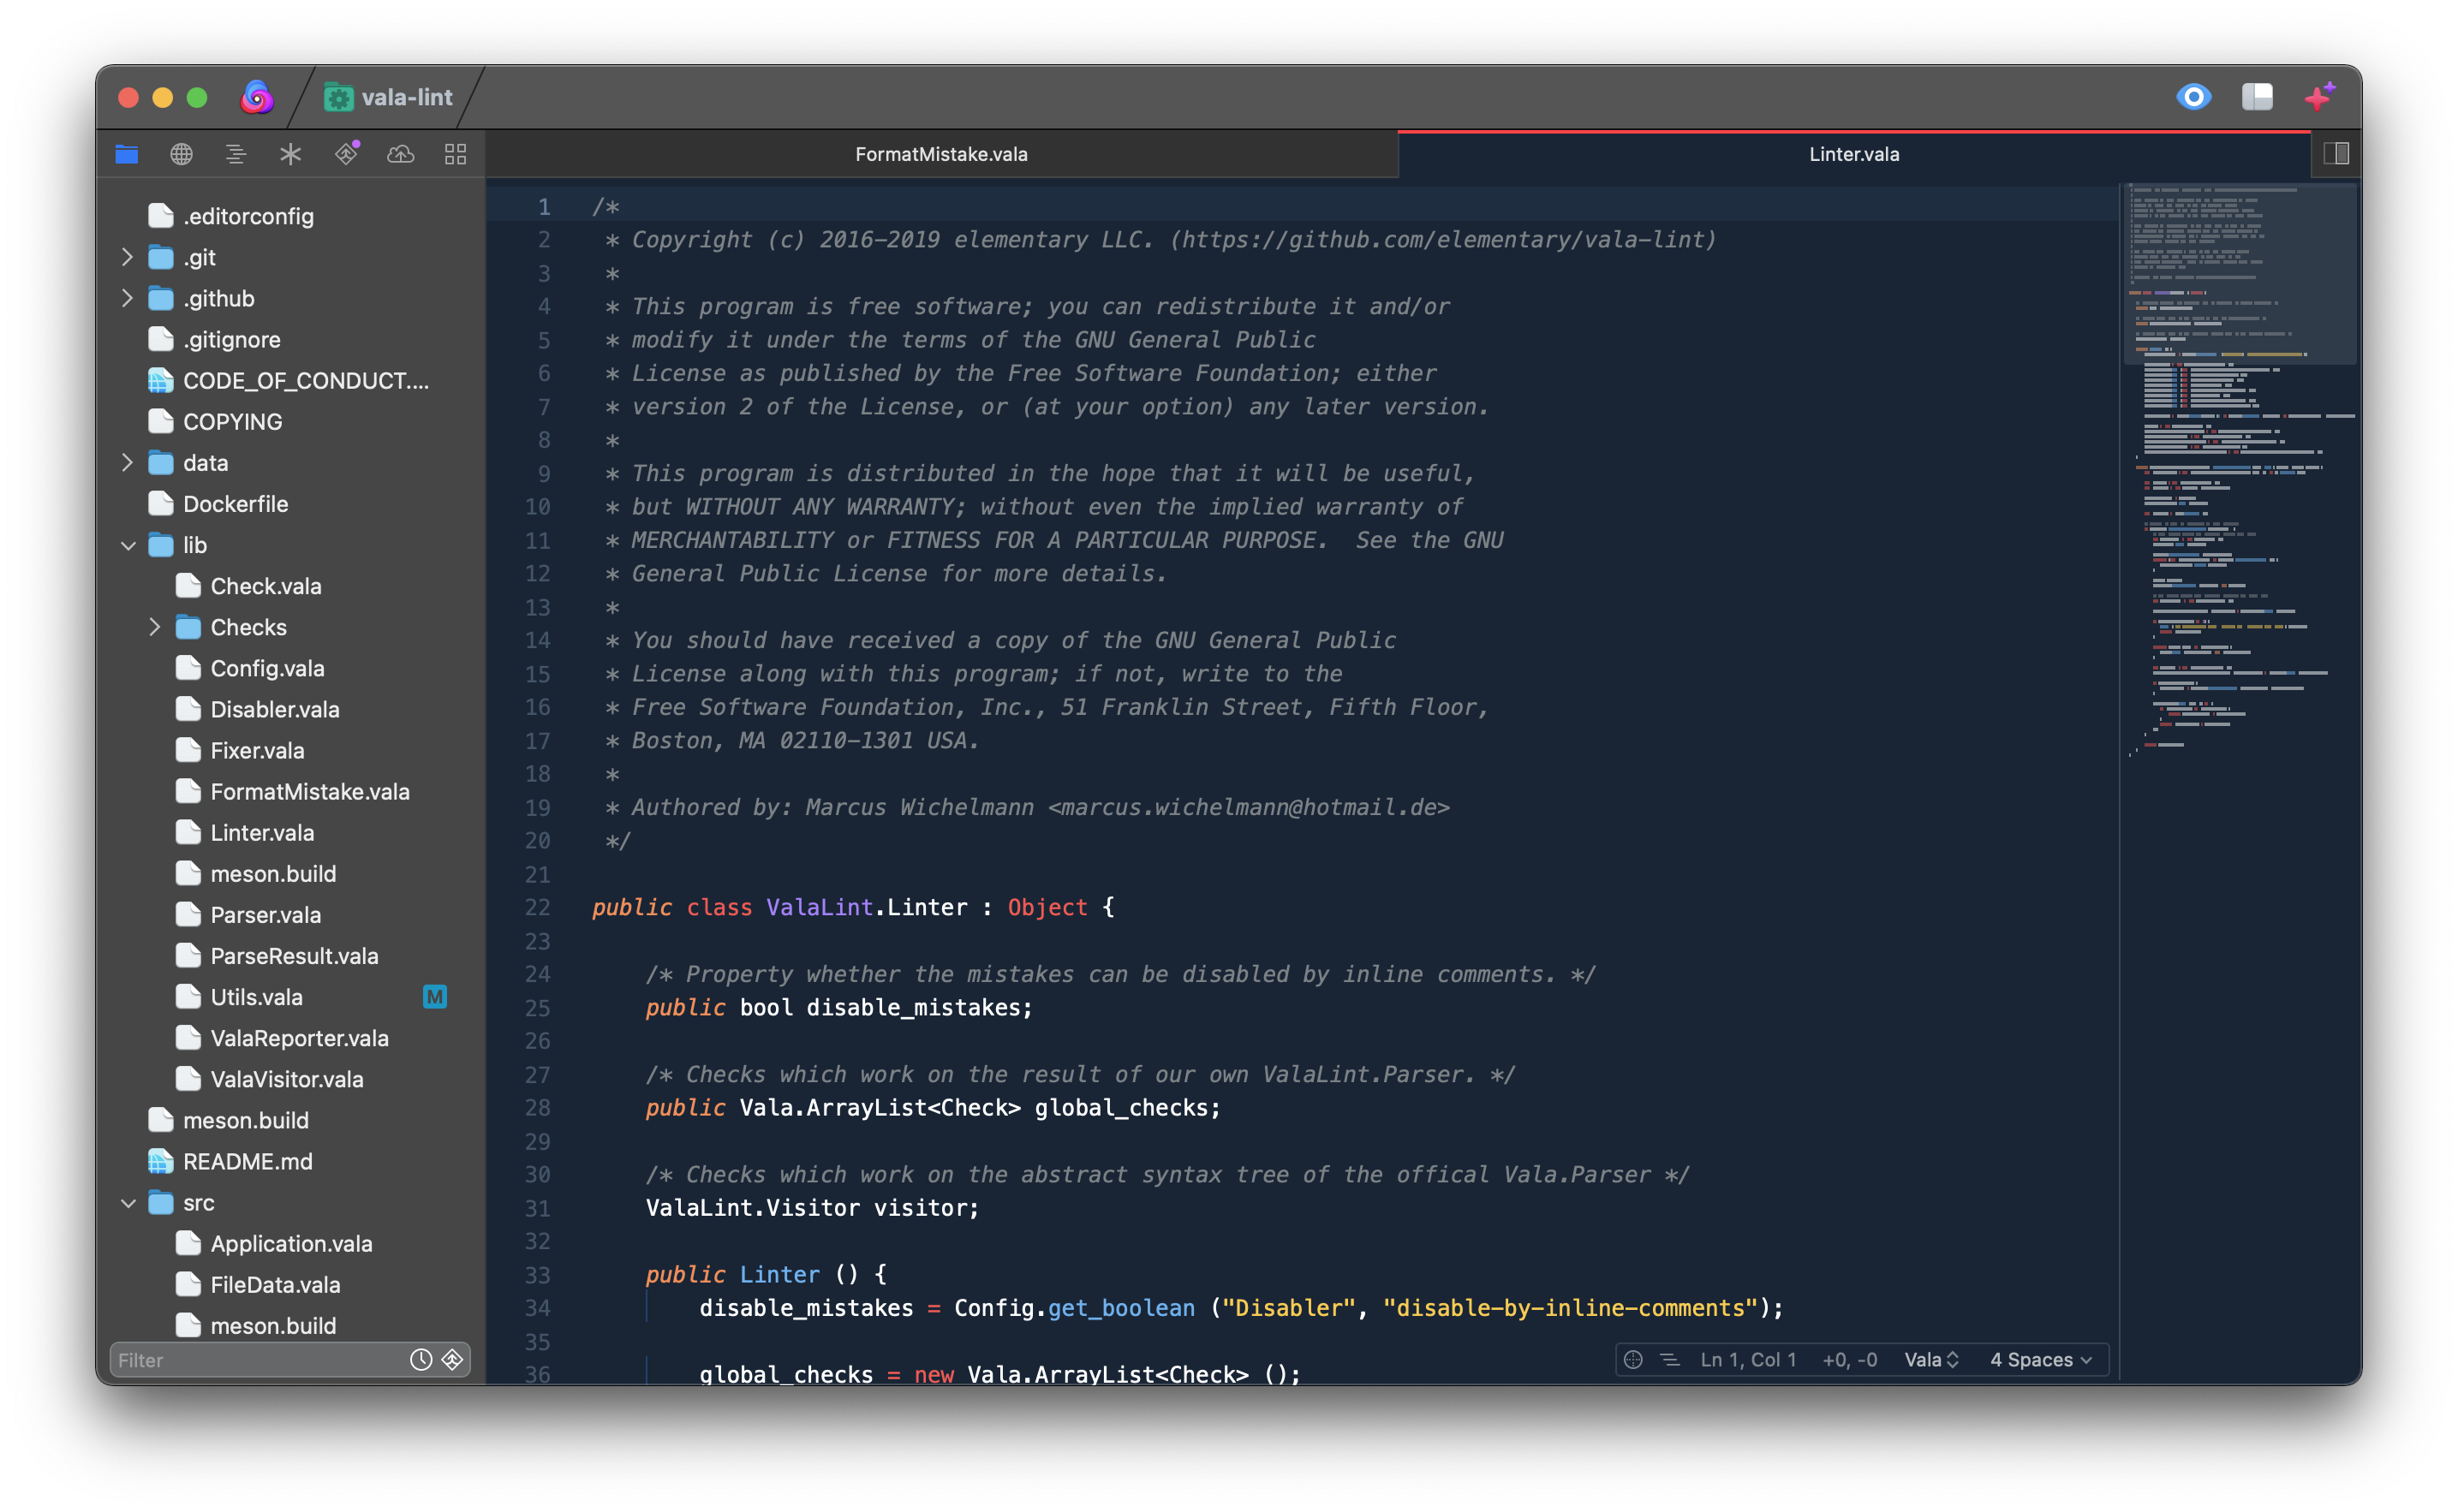 vala-lint
FormatMistake.vala
Linter.vala
.editorconfig
.git
.github
.gitignore
CODE_OF_CONDUCT....
COPYING
data
Dockerfile
lib
Check.vala
Checks
Config.vala
Disabler.vala
Fixer.vala
FormatMistake.vala
Linter.vala
meson.build
Parser.vala
ParseResult.vala
Utils.vala M
ValaReporter.vala
ValaVisitor.vala
meson.build
README.md
src
Application.vala
FileData.vala
meson.build
Filter
1 /*
2  * Copyright (c) 2016-2019 elementary LLC. (https://github.com/elementary/vala-lint)
3  *
4  * This program is free software; you can redistribute it and/or
5  * modify it under the terms of the GNU General Public
6  * License as published by the Free Software Foundation; either
7  * version 2 of the License, or (at your option) any later version.
8  *
9  * This program is distributed in the hope that it will be useful,
10  * but WITHOUT ANY WARRANTY; without even the implied warranty of
11  * MERCHANTABILITY or FITNESS FOR A PARTICULAR PURPOSE.  See the GNU
12  * General Public License for more details.
13  *
14  * You should have received a copy of the GNU General Public
15  * License along with this program; if not, write to the
16  * Free Software Foundation, Inc., 51 Franklin Street, Fifth Floor,
17  * Boston, MA 02110-1301 USA.
18  *
19  * Authored by: Marcus Wichelmann <marcus.wichelmann@hotmail.de>
20  */
21
22 public class ValaLint.Linter : Object {
23
24     /* Property whether the mistakes can be disabled by inline comments. */
25     public bool disable_mistakes;
26
27     /* Checks which work on the result of our own ValaLint.Parser. */
28     public Vala.ArrayList<Check> global_checks;
29
30     /* Checks which work on the abstract syntax tree of the offical Vala.Parser */
31     ValaLint.Visitor visitor;
32
33     public Linter () {
34         disable_mistakes = Config.get_boolean ("Disabler", "disable-by-inline-comments");
35
36         global_checks = new Vala.ArrayList<Check> ();
Ln 1, Col 1 +0, -0 Vala 4 Spaces